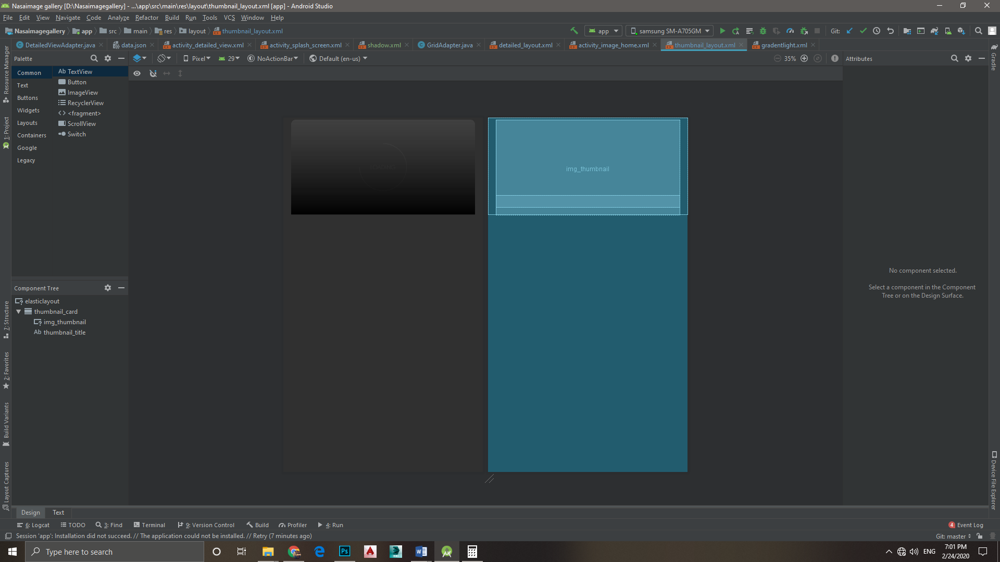 Nasaimage gallery [D:\Nasaimagegallery] - ...\app\src\main\res\layout\thumbnail_layout.xml [app] - Android Studio
File Edit View Navigate Code Analyze Refactor Build Run Tools VCS Window Help
Nasaimagegallery app src main res layout thumbnail_layout.xml app samsung SM-A705GM Git:
DetailedViewAdapter.java data.json activity_detailed_view.xml activity_splash_screen.xml shadow.xml GridAdapter.java detailed_layout.xml activity_image_home.xml thumbnail_layout.xml gradentlight.xml
Palette Pixel 29 NoActionBar Default (en-us) 35% Attributes
Common
Text
Buttons
Widgets
Layouts
Containers
Google
Legacy
Ab TextView
Button
ImageView
RecyclerView
<fragment>
ScrollView
Switch
img_thumbnail
No component selected.
Select a component in the Component
Tree or on the Design Surface.
Component Tree
elasticlayout
thumbnail_card
img_thumbnail
Ab thumbnail_title
Resource Manager
1: Project
7: Structure
2: Favorites
Build Variants
Layout Captures
Gradle
Device File Explorer
Design Text
6: Logcat TODO 3: Find Terminal 9: Version Control Build Profiler 4: Run 4 Event Log
Session 'app': Installation did not succeed. // The application could not be installed. // Retry (7 minutes ago) Git: master
Type here to search Ps W ENG 7:01 PM
2/24/2020